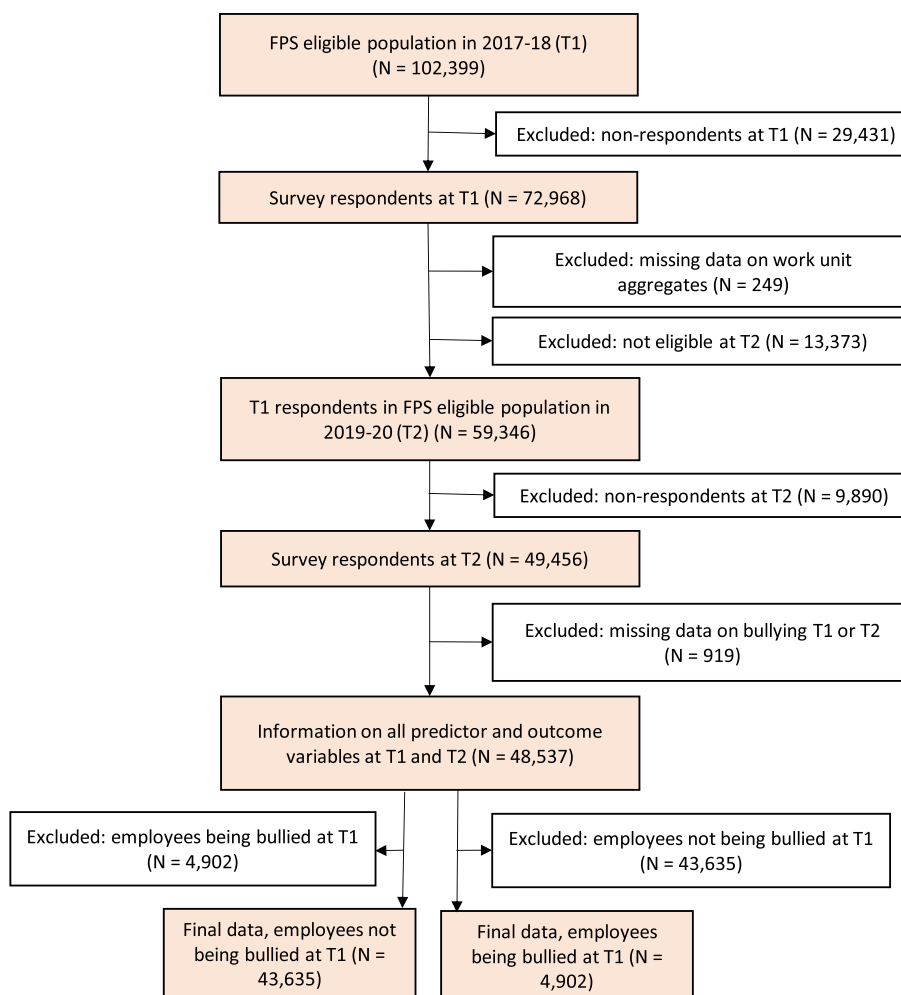 FPS eligible population in 2017-18 (T1)
(N = 102,399)
Excluded: non-respondents at T1 (N = 29,431)
Survey respondents at T1 (N = 72,968)
Excluded: missing data on work unit
aggregates (N = 249)
Excluded: not eligible at T2 (N = 13,373)
T1 respondents in FPS eligible population in
2019-20 (T2) (N = 59,346)
Excluded: non-respondents at T2 (N = 9,890)
Survey respondents at T2 (N = 49,456)
Excluded: missing data on bullying T1 or T2
(N = 919)
Information on all predictor and outcome
variables at T1 and T2 (N = 48,537)
Excluded: employees being bullied at T1
(N = 4,902)
Excluded: employees not being bullied at T1
(N = 43,635)
Final data, employees not
being bullied at T1 (N =
43,635)
Final data, employees
being bullied at T1 (N =
4,902)